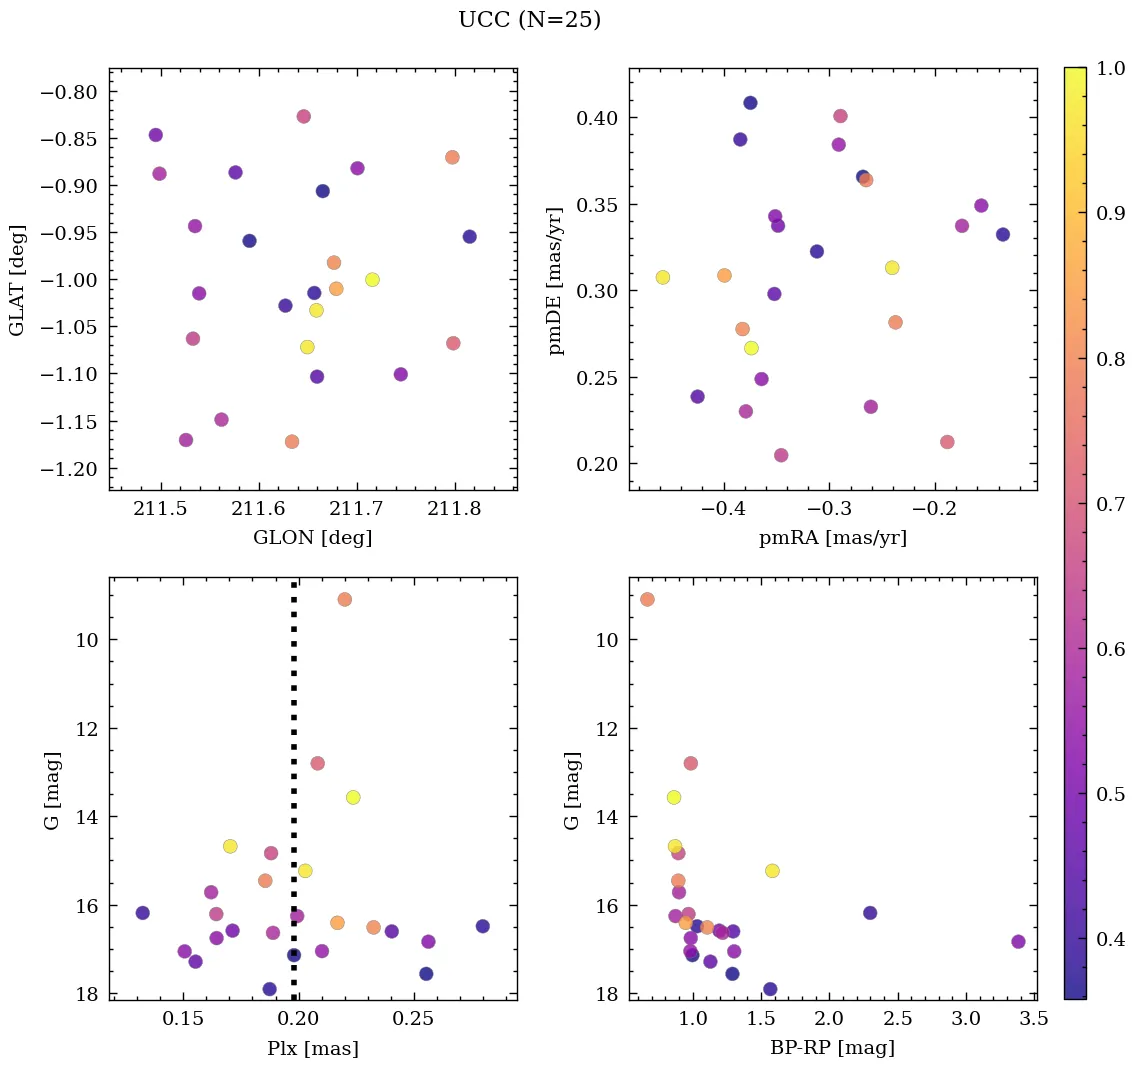 UCC (N=25)
−0.80
−0.85
−0.90
−0.95
−1.00
−1.05
−1.10
−1.15
−1.20
GLAT [deg]
211.5 211.6 211.7 211.8
GLON [deg]
0.40
0.35
0.30
0.25
0.20
pmDE [mas/yr]
−0.4 −0.3 −0.2
pmRA [mas/yr]
10
12
14
16
18
G [mag]
0.15 0.20 0.25
Plx [mas]
10
12
14
16
18
G [mag]
1.0 1.5 2.0 2.5 3.0 3.5
BP-RP [mag]
1.0
0.9
0.8
0.7
0.6
0.5
0.4